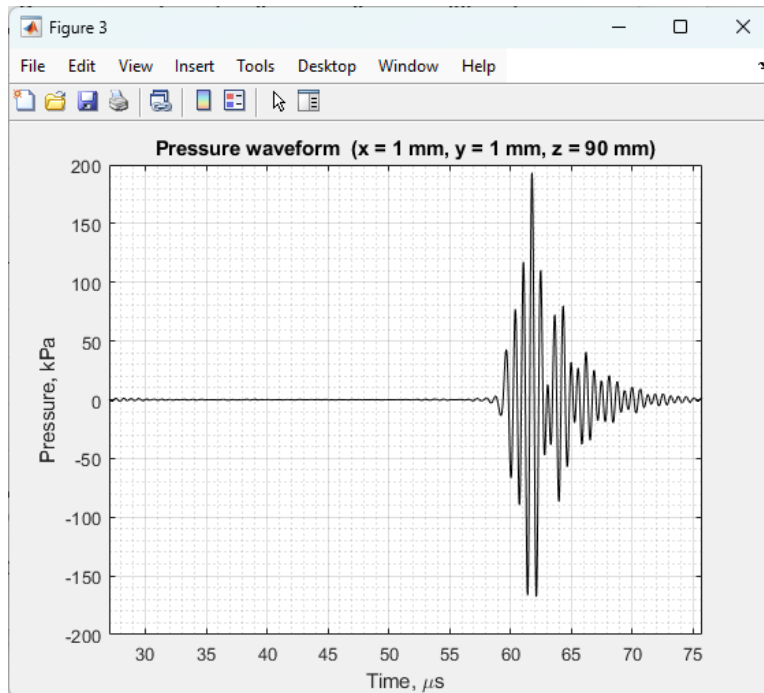 Figure 3
File Edit View Insert Tools Desktop Window Help
Pressure waveform (x = 1 mm, y = 1 mm, z = 90 mm)
200
150
100
50
0
-50
-100
-150
-200
Pressure, kPa
30 35 40 45 50 55 60 65 70 75
Time, μs